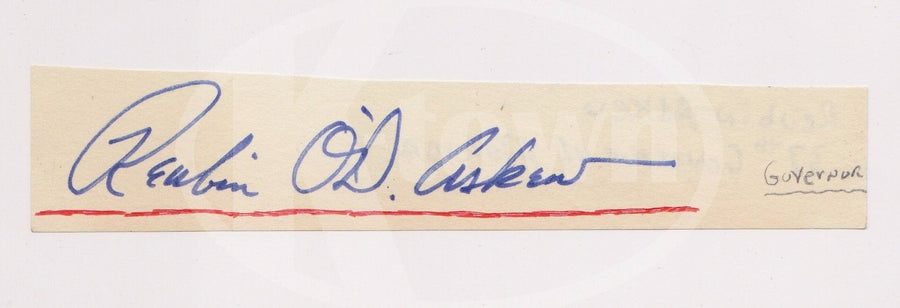 Reubin O'D. Askew
Governor